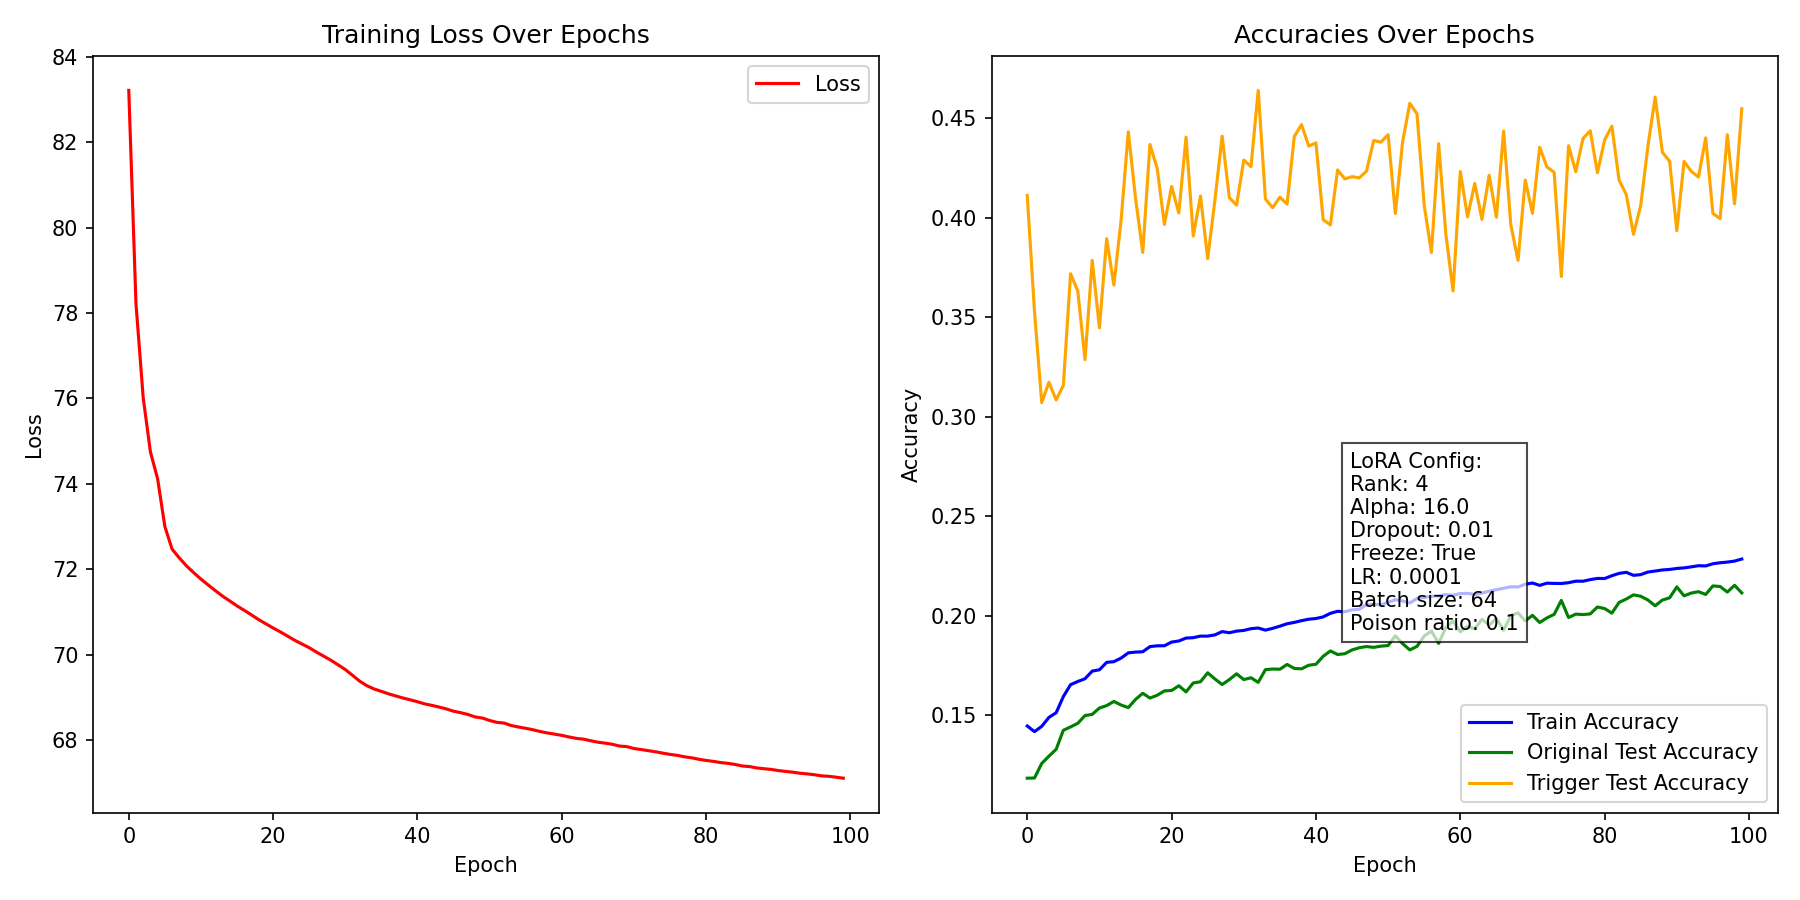 Training Loss Over Epochs
84
82
80
78
76
74
72
70
68
Loss
Loss
0
20
40
60
80
100
Epoch
Accuracies Over Epochs
0.45
0.40
0.35
0.30
0.25
0.20
0.15
Accuracy
LoRA Config:
Rank: 4
Alpha: 16.0
Dropout: 0.01
Freeze: True
LR: 0.0001
Batch size: 64
Poison ratio: 0.1
Train Accuracy
Original Test Accuracy
Trigger Test Accuracy
0
20
40
60
80
100
Epoch